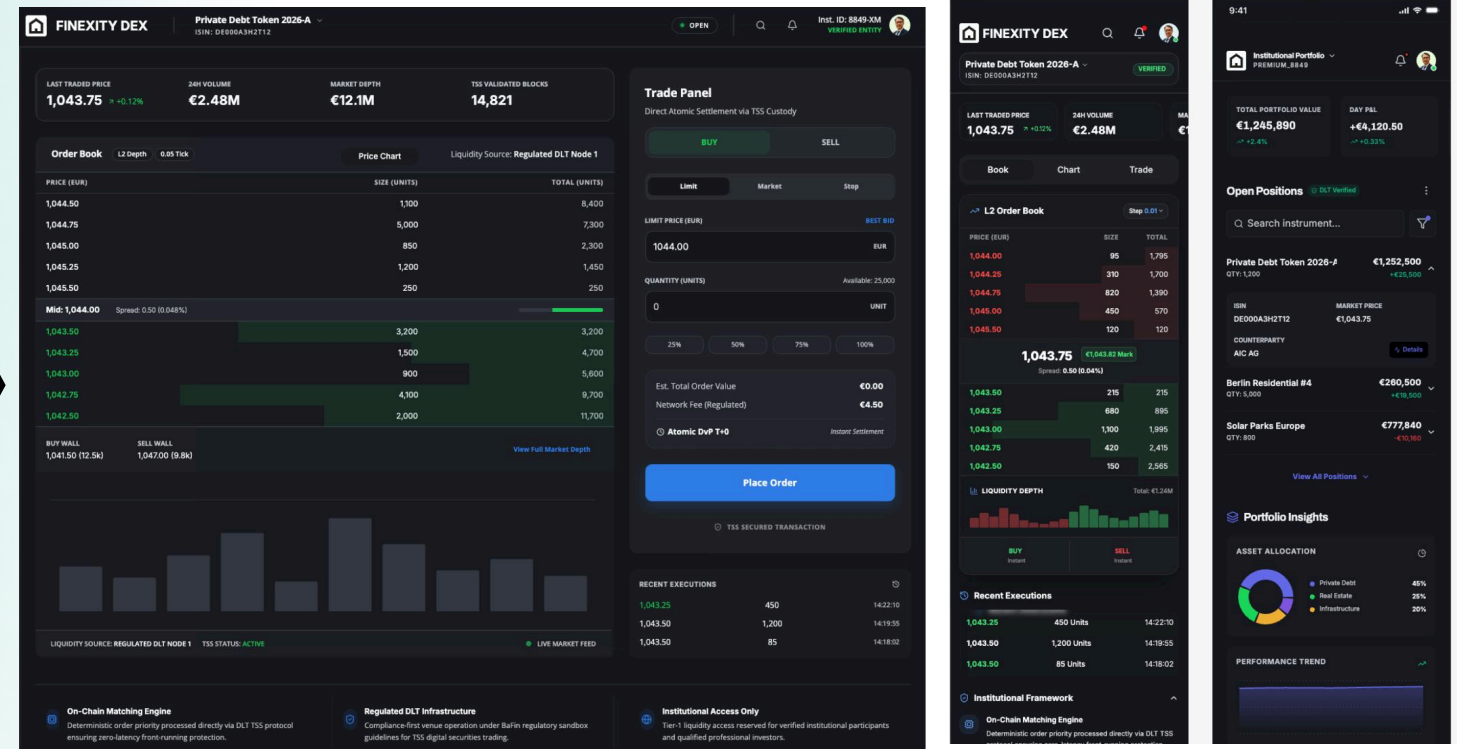 FINEXITY DEX
Private Debt Token 2026-A
ISIN: DE000A3H2T12
OPEN
Inst. ID: 8849-XM
VERIFIED ENTITY
LAST TRADED PRICE
1,043.75 +0.12%
24H VOLUME
€2.48M
MARKET DEPTH
€12.1M
TSS VALIDATED BLOCKS
14,821
Order Book L2 Depth 0.05 Tick Price Chart Liquidity Source: Regulated DLT Node 1
PRICE (EUR) SIZE (UNITS) TOTAL (UNITS)
1,044.50 1,100 8,400
1,044.75 5,000 7,300
1,045.00 850 2,300
1,045.25 1,200 1,450
1,045.50 250 250
Mid: 1,044.00 Spread: 0.50 (0.048%)
1,043.50 3,200 3,200
1,043.25 1,500 4,700
1,043.00 900 5,600
1,042.75 4,100 9,700
1,042.50 2,000 11,700
BUY WALL
1,041.50 (12.5k)
SELL WALL
1,047.00 (9.8k)
View Full Market Depth
LIQUIDITY SOURCE: REGULATED DLT NODE 1 TSS STATUS: ACTIVE LIVE MARKET FEED
Trade Panel
Direct Atomic Settlement via TSS Custody
BUY SELL
Limit Market Stop
LIMIT PRICE (EUR) BEST BID
1044.00 EUR
QUANTITY (UNITS) Available: 25,000
0 UNIT
25% 50% 75% 100%
Est. Total Order Value €0.00
Network Fee (Regulated) €4.50
Atomic DvP T+0 Instant Settlement
Place Order
TSS SECURED TRANSACTION
RECENT EXECUTIONS
1,043.25 450 14:22:10
1,043.50 1,200 14:19:55
1,043.50 85 14:18:02
On-Chain Matching Engine
Deterministic order priority processed directly via DLT TSS protocol
ensuring zero-latency front-running protection.
Regulated DLT Infrastructure
Compliance-first venue operation under BaFin regulatory sandbox
guidelines for TSS digital securities trading.
Institutional Access Only
Tier-1 liquidity access reserved for verified institutional participants
and qualified professional investors.
FINEXITY DEX
Private Debt Token 2026-A
ISIN: DE000A3H2T12
VERIFIED
LAST TRADED PRICE
1,043.75 +0.12%
24H VOLUME
€2.48M
MA
€1
Book Chart Trade
L2 Order Book Step 0.01
PRICE (EUR) SIZE TOTAL
1,044.00 95 1,795
1,044.25 310 1,700
1,044.75 820 1,390
1,045.00 450 570
1,045.50 120 120
1,043.75 €1,043.82 Mark
Spread: 0.50 (0.04%)
1,043.50 215 215
1,043.25 680 895
1,043.00 1,100 1,995
1,042.75 420 2,415
1,042.50 150 2,565
LIQUIDITY DEPTH Total: €1.24M
BUY
Instant
SELL
Instant
Recent Executions
1,043.25 450 Units 14:22:10
1,043.50 1,200 Units 14:19:55
1,043.50 85 Units 14:18:02
Institutional Framework
On-Chain Matching Engine
Deterministic order priority processed directly via DLT TSS
9:41
Institutional Portfolio
PREMIUM_8849
TOTAL PORTFOLIO VALUE
€1,245,890
+2.4%
DAY P&L
+€4,120.50
+0.33%
Open Positions DLT Verified
Search instrument...
Private Debt Token 2026-A €1,252,500
QTY: 1,200 +€25,500
ISIN
DE000A3H2T12
MARKET PRICE
€1,043.75
COUNTERPARTY
AIC AG
Details
Berlin Residential #4 €260,500
QTY: 5,000 +€19,500
Solar Parks Europe €777,840
QTY: 800 -€10,160
View All Positions
Portfolio Insights
ASSET ALLOCATION
Private Debt 45%
Real Estate 25%
Infrastructure 20%
PERFORMANCE TREND